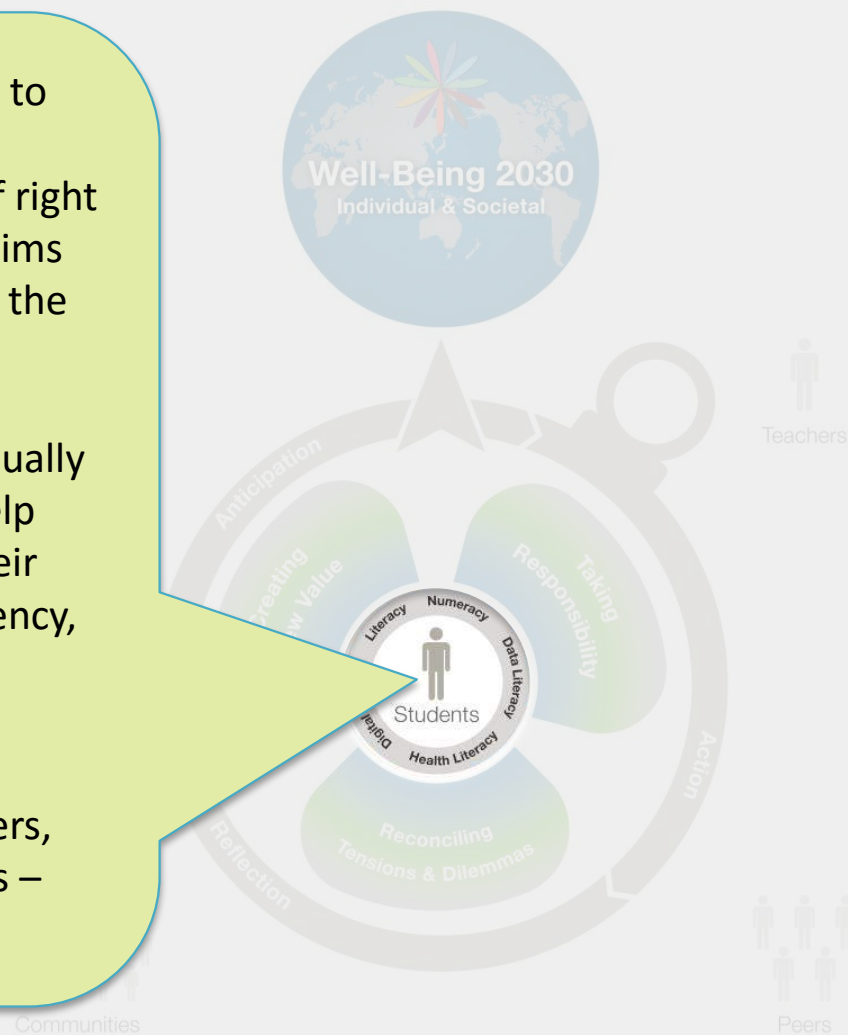 to
f right
ims
the
ually
elp
eir
ency,
ers,
s –
Well-Being 2030
Individual & Societal
Teachers
Anticipation
Creating
New Value
Taking
Responsibility
Literacy
Numeracy
Data Literacy
Students
Digital
Health Literacy
Action
Reconciling
Tensions & Dilemmas
Reflection
Communities
Peers